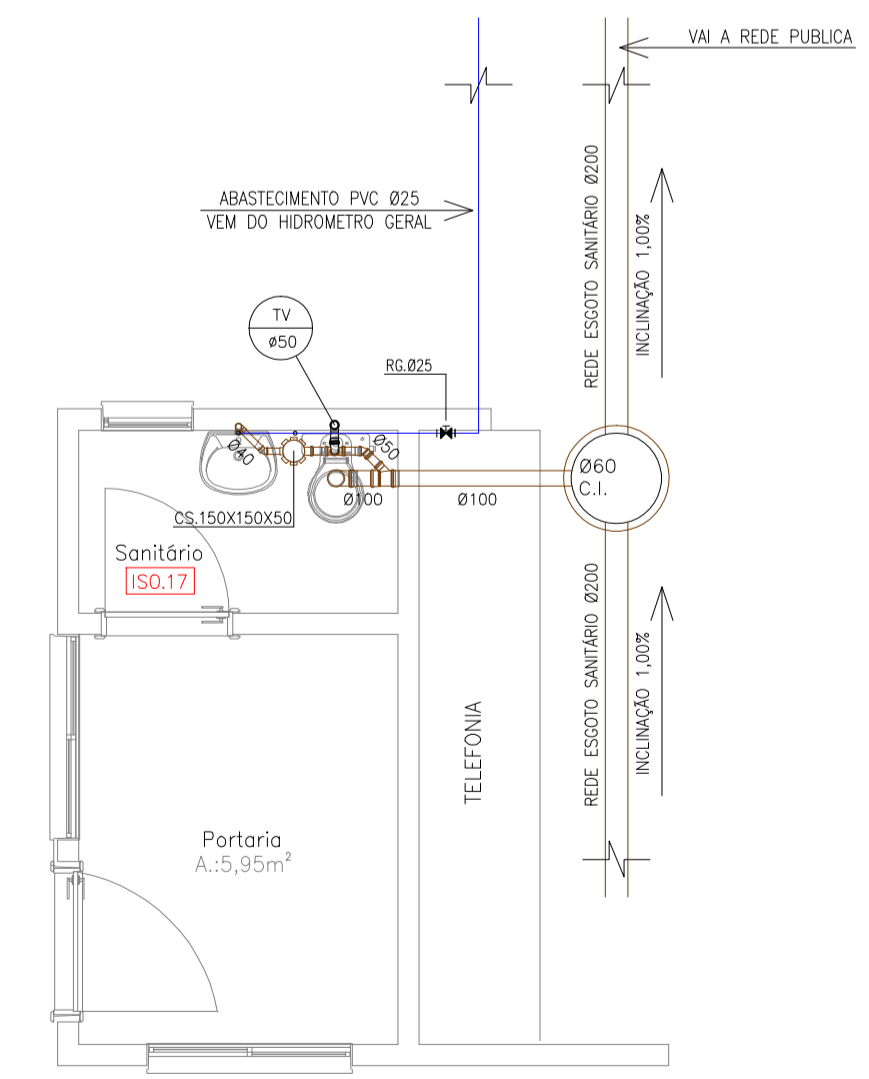 VAI A REDE PUBLICA
ABASTECIMENTO PVC Ø25
VEM DO HIDROMETRO GERAL
REDE ESGOTO SANITÁRIO Ø200
INCLINAÇÃO 1,00%
TV
ø50
RG.Ø25
Ø40
Ø50
Ø100
Ø100
Ø60
C.I.
CS.150X150X50
Sanitário
ISO.17
REDE ESGOTO SANITÁRIO Ø200
INCLINAÇÃO 1,00%
TELEFONIA
Portaria
A.:5,95m²